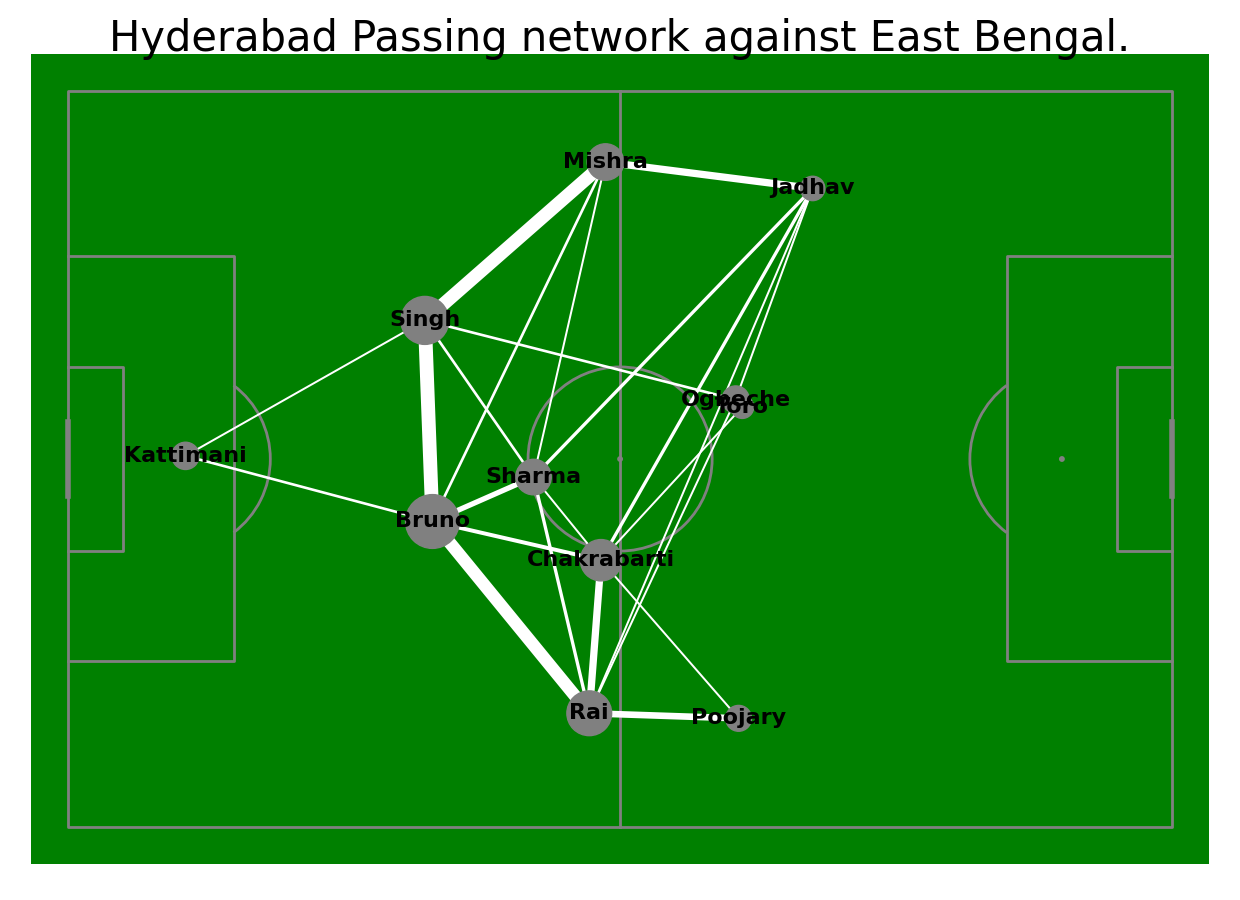 Hyderabad Passing network against East Bengal.
Mishra
Jadhav
Singh
Ogbeche
Toro
Kattimani
Sharma
Bruno
Chakrabarti
Rai
Poojary